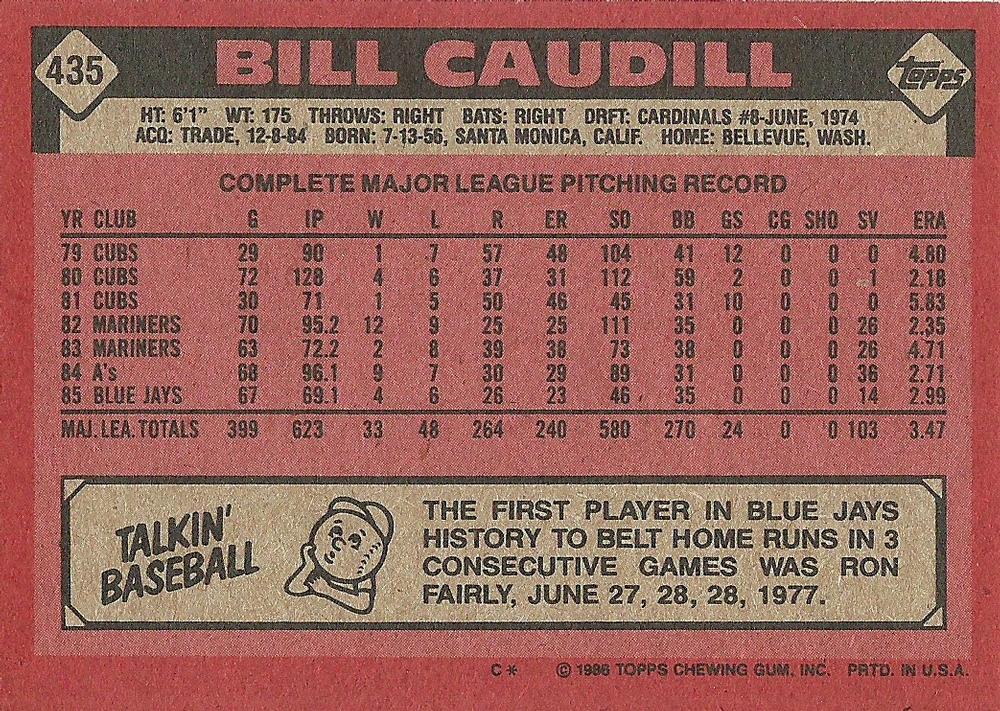 435 BILL CAUDILL Topps
HT: 6'1" WT: 175 THROWS: RIGHT BATS: RIGHT DRFT: CARDINALS #8-JUNE, 1974
ACQ: TRADE, 12-8-84 BORN: 7-13-56, SANTA MONICA, CALIF. HOME: BELLEVUE, WASH.
COMPLETE MAJOR LEAGUE PITCHING RECORD
YR CLUB G IP W L R ER SO BB GS CG SHO SV ERA
79 CUBS 29 90 1 7 57 48 104 41 12 0 0 0 4.80
80 CUBS 72 128 4 6 37 31 112 59 2 0 0 1 2.18
81 CUBS 30 71 1 5 50 46 45 31 10 0 0 0 5.83
82 MARINERS 70 95.2 12 9 25 25 111 35 0 0 0 26 2.35
83 MARINERS 63 72.2 2 8 39 38 73 38 0 0 0 26 4.71
84 A's 68 96.1 9 7 30 29 89 31 0 0 0 36 2.71
85 BLUE JAYS 67 69.1 4 6 26 23 46 35 0 0 0 14 2.99
MAJ. LEA. TOTALS 399 623 33 48 264 240 580 270 24 0 0 103 3.47
TALKIN'
BASEBALL
THE FIRST PLAYER IN BLUE JAYS
HISTORY TO BELT HOME RUNS IN 3
CONSECUTIVE GAMES WAS RON
FAIRLY, JUNE 27, 28, 28, 1977.
C* © 1986 TOPPS CHEWING GUM, INC. PRTD. IN U.S.A.